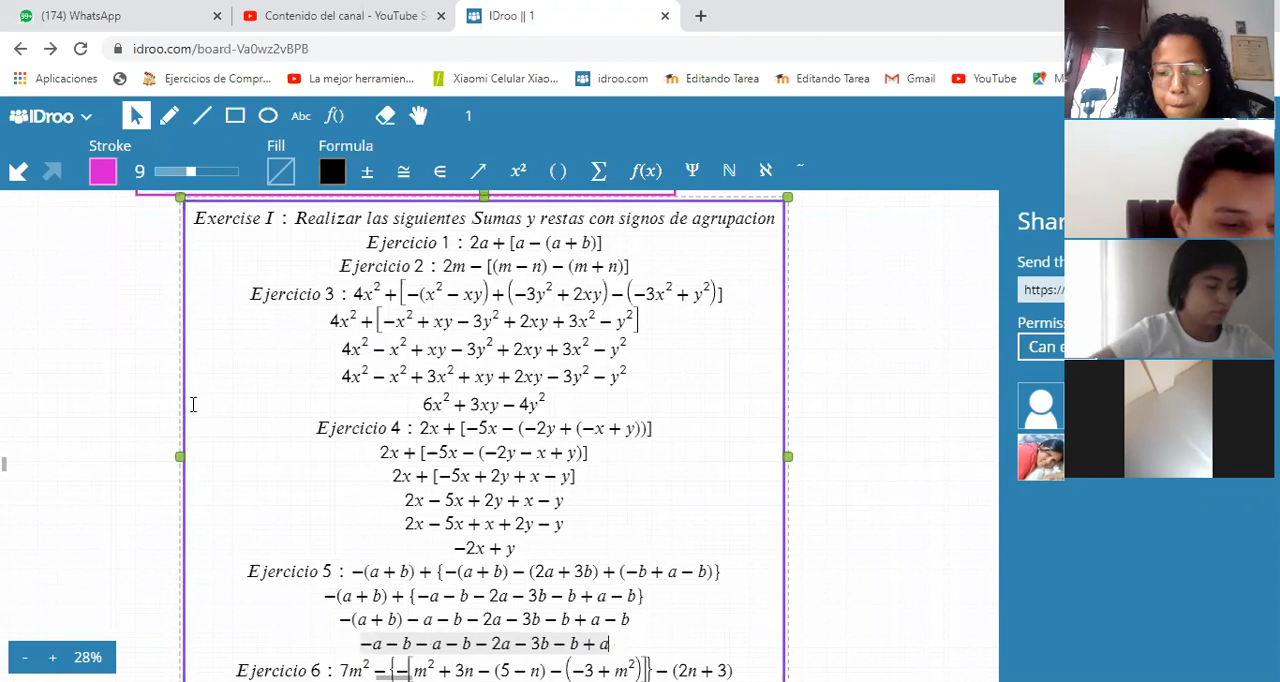 (174) WhatsApp
Contenido del canal - YouTube S
IDroo || 1
idroo.com/board-Va0wz2vBPB
Aplicaciones
Ejercicios de Compr...
La mejor herramien...
Xiaomi Celular Xiao...
idroo.com
Editando Tarea
Editando Tarea
Gmail
YouTube
IDroo
Abc
f()
1
Stroke
Fill
Formula
9
± ≅ ∈ x² ( ) ∑ f(x) Ψ ℕ ℵ
Exercise I : Realizar las siguientes Sumas y restas con signos de agrupacion
Ejercicio 1 : 2a + [a − (a + b)]
Ejercicio 2 : 2m − [(m − n) − (m + n)]
Ejercicio 3 : 4x² + [−(x² − xy) + (−3y² + 2xy) − (−3x² + y²)]
4x² + [−x² + xy − 3y² + 2xy + 3x² − y²]
4x² − x² + xy − 3y² + 2xy + 3x² − y²
4x² − x² + 3x² + xy + 2xy − 3y² − y²
6x² + 3xy − 4y²
Ejercicio 4 : 2x + [−5x − (−2y + (−x + y))]
2x + [−5x − (−2y − x + y)]
2x + [−5x + 2y + x − y]
2x − 5x + 2y + x − y
2x − 5x + x + 2y − y
−2x + y
Ejercicio 5 : −(a + b) + {−(a + b) − (2a + 3b) + (−b + a − b)}
−(a + b) + {−a − b − 2a − 3b − b + a − b}
−(a + b) − a − b − 2a − 3b − b + a − b
−a − b − a − b − 2a − 3b − b + a
Ejercicio 6 : 7m² − {−[m² + 3n − (5 − n) − (−3 + m²)]} − (2n + 3)
- + 28%
Shar
Send th
https:/
Permis
Can e